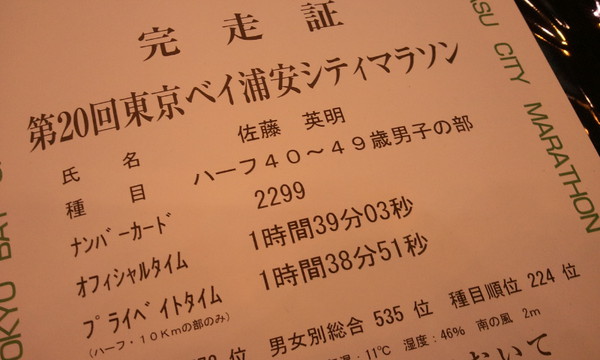 完走証
第20回東京ベイ浦安シティマラソン
氏名 佐藤 英明
種目 ハーフ40〜49歳男子の部
ナンバーカード 2299
オフィシャルタイム 1時間39分03秒
プライベイトタイム 1時間38分51秒
(ハーフ・10Kmの部のみ)
位 男女別総合 535 位 種目順位 224 位
11℃ 湿度:46% 南の風 2m
おいて
CITY MARATHON
TOKYO BAY